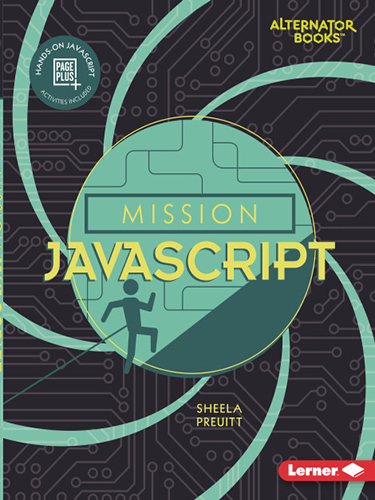 ALTERNATOR
BOOKS™
HANDS-ON JAVASCRIPT
PAGE
PLUS
ACTIVITIES INCLUDED
MISSION
JAVASCRIPT
SHEELA
PREUITT
Lerner